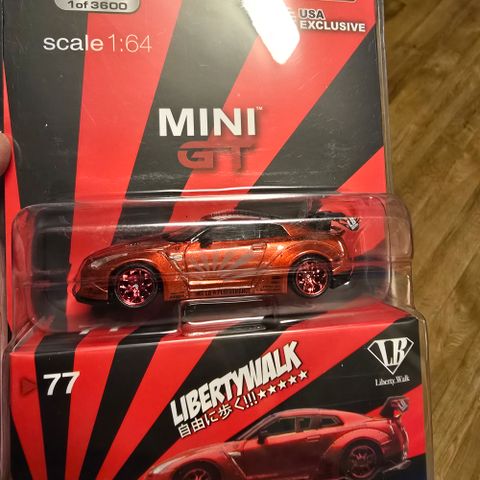 1 of 3600
USA
EXCLUSIVE
scale 1:64
MINI™
GT
77
LIBERTYWALK
自由に歩く!!!★★★★★
LB
Liberty.Walk